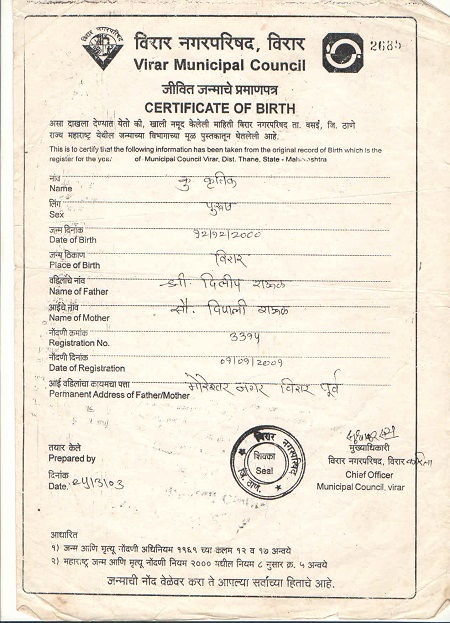 विरार नगरपरिषद, विरार
Virar Municipal Council
2685
जीवित जन्माचे प्रमाणपत्र
CERTIFICATE OF BIRTH
असा दाखला देण्यात येतो की, खाली नमूद केलेली माहिती विरार नगरपरिषद ता. वसई, जि. ठाणे
राज्य महाराष्ट्र येथील जन्माच्या विभागाच्या मूळ पुस्तकातून घेतलेली आहे.
This is to certify that the following information has been taken from the original record of Birth which is the
register for the year of Municipal Council Virar, Dist. Thane, State - Maharashtra
नांव कु कृतिक
Name
लिंग पुरूष
Sex
जन्म दिनांक १२/१२/२०००
Date of Birth
जन्म ठिकाण विरार
Place of Birth
वडिलांचे नांव श्री. दिलीप राऊळ
Name of Father
आईचे नांव सौ. दिपाली राऊळ
Name of Mother
नोंदणी क्रमांक
Registration No.
नोंदणी दिनांक ०१/०१/२००१
Date of Registration
आई वडिलांचा कायमचा पत्ता मोरेश्वर नगर विरार पूर्व
Permanent Address of Father/Mother
तयार केले
Prepared by
दिनांक
Date.
विरार नगरपरिषद
शिक्का
Seal
जि. ठाणे.
मुख्याधिकारी
विरार नगरपरिषद, विरार
Chief Officer
Municipal Council, virar
आधारित
१) जन्म आणि मृत्यू नोंदणी अधिनियम १९६९ च्या कलम १२ व १७ अन्वये
२) महाराष्ट्र जन्म आणि मृत्यू नोंदणी नियम २००० मधील नियम ८ नुसार क्र. ५ अन्वये
जन्माची नोंद वेळेवर करा ते आपल्या सर्वांच्या हिताचे आहे.